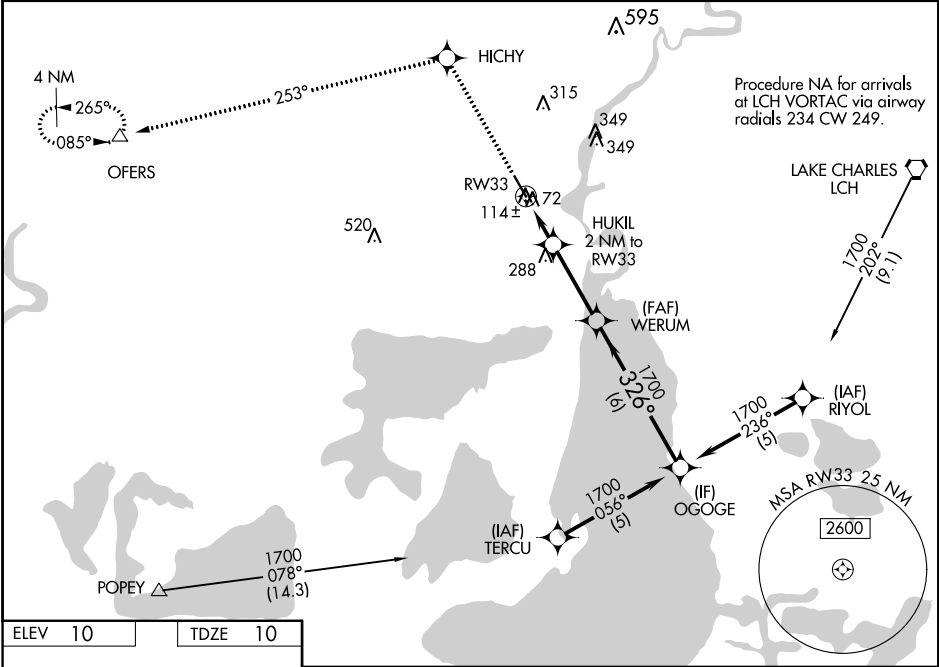 595
HICHY
4 NM
265°
085°
OFERS
253°
315
349
349
Procedure NA for arrivals
at LCH VORTAC via airway
radials 234 CW 249.
LAKE CHARLES
LCH
RW33
72
114±
520
HUKIL
2 NM to
RW33
288
1700
202°
(9.1)
(FAF)
WERUM
1700
326°
(6)
(IAF)
RIYOL
1700
236°
(5)
(IF)
OGOGE
1700
056°
(5)
(IAF)
TERCU
MSA RW33 25 NM
2600
POPEY
1700
078°
(14.3)
ELEV 10
TDZE 10